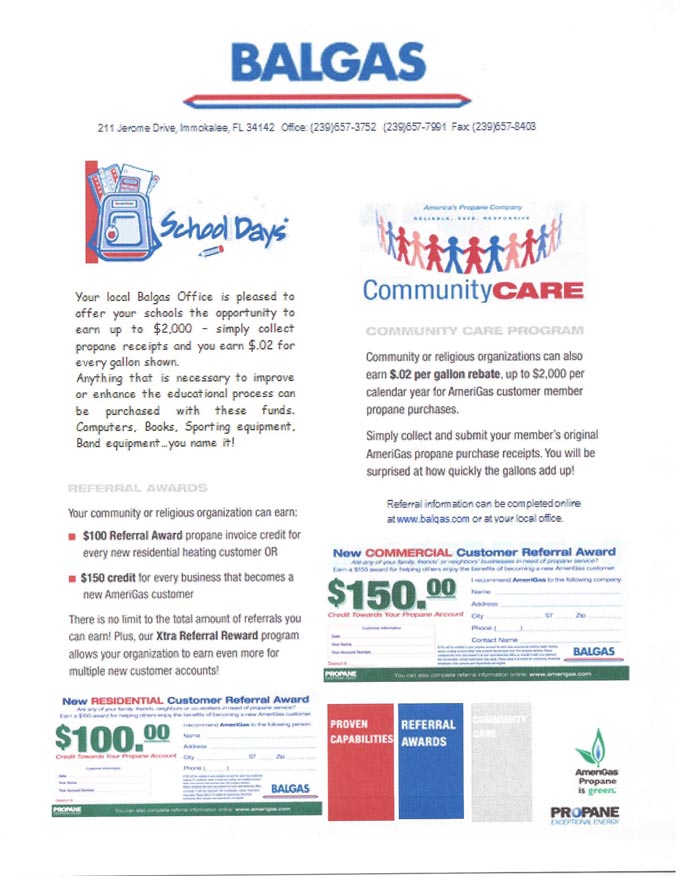 BALGAS
211 Jerome Drive, Immokalee, FL 34142 Office: (239)657-3752 (239)657-7991 Fax: (239)657-8403
AmeriGas
School Days
Your local Balgas Office is pleased to
offer your schools the opportunity to
earn up to $2,000 – simply collect
propane receipts and you earn $.02 for
every gallon shown.
Anything that is necessary to improve
or enhance the educational process can
be purchased with these funds.
Computers, Books, Sporting equipment,
Band equipment...you name it!
REFERRAL AWARDS
Your community or religious organization can earn:
$100 Referral Award propane invoice credit for
every new residential heating customer OR
$150 credit for every business that becomes a
new AmeriGas customer
There is no limit to the total amount of referrals you
can earn! Plus, our Xtra Referral Reward program
allows your organization to earn even more for
multiple new customer accounts!
America's Propane Company
RELIABLE. SAFE. RESPONSIVE
CommunityCARE
COMMUNITY CARE PROGRAM
Community or religious organizations can also
earn $.02 per gallon rebate, up to $2,000 per
calendar year for AmeriGas customer member
propane purchases.
Simply collect and submit your member's original
AmeriGas propane purchase receipts. You will be
surprised at how quickly the gallons add up!
Referral information can be completed online
at www.balgas.com or at your local office.
New COMMERCIAL Customer Referral Award
Are any of your family, friends' or neighbors' businesses in need of propane service?
Earn a $150 award for helping others enjoy the benefits of becoming a new AmeriGas customer.
$150.00
Credit Towards Your Propane Account
I recommend AmeriGas to the following company:
Name
Address
City ST Zip
Phone ( )
Contact Name
Customer Information
Date
Your Name
Your Account Number
District #
BALGAS
PROPANE
You can also complete referral information online: www.amerigas.com
New RESIDENTIAL Customer Referral Award
Are any of your family, friends, neighbors or co-workers in need of propane service?
Earn a $100 award for helping others enjoy the benefits of becoming a new AmeriGas customer.
$100.00
Credit Towards Your Propane Account
I recommend AmeriGas to the following person:
Name
Address
City ST Zip
Phone ( )
Customer Information
Date
Your Name
Your Account Number
District #
BALGAS
PROPANE
You can also complete referral information online: www.amerigas.com
PROVEN
CAPABILITIES
REFERRAL
AWARDS
COMMUNITY
CARE
AmeriGas
Propane
is green.
PROPANE
EXCEPTIONAL ENERGY